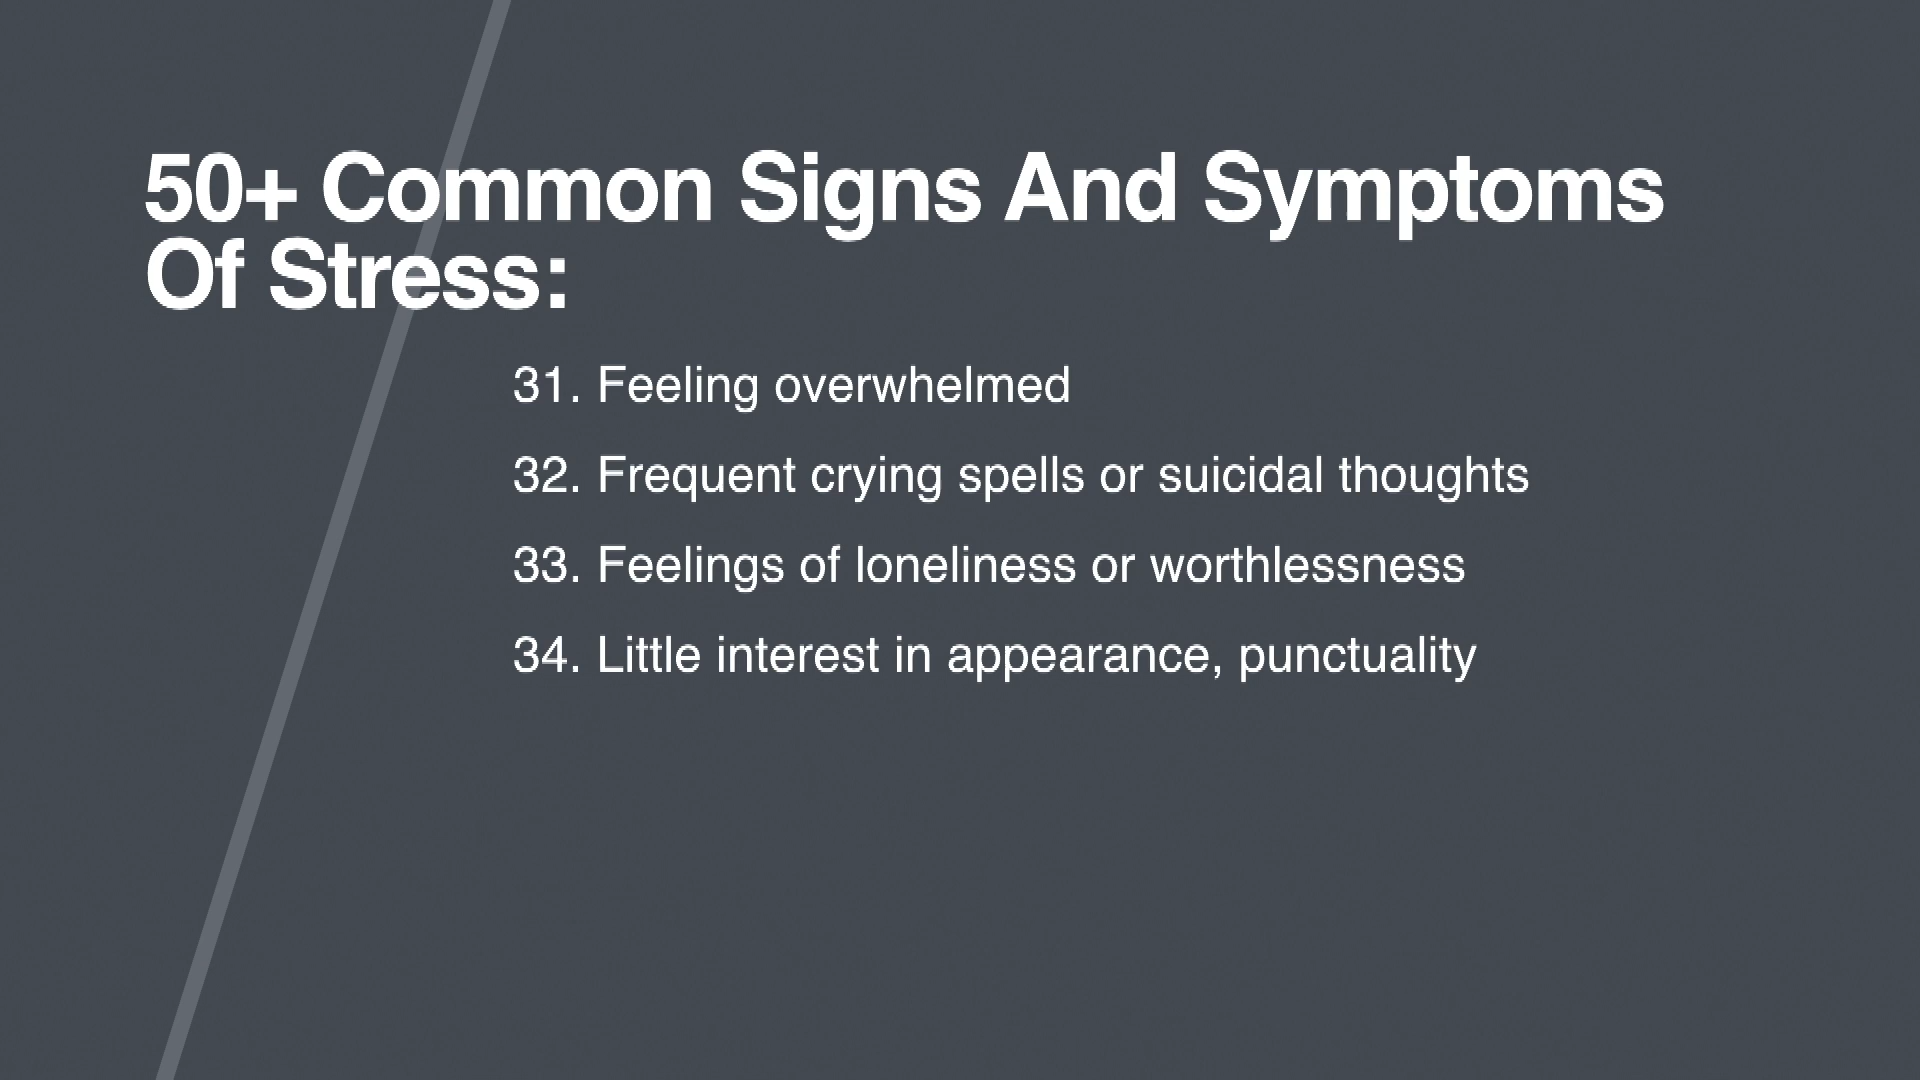 50+ Common Signs And Symptoms
Of Stress:
31. Feeling overwhelmed
32. Frequent crying spells or suicidal thoughts
33. Feelings of loneliness or worthlessness
34. Little interest in appearance, punctuality